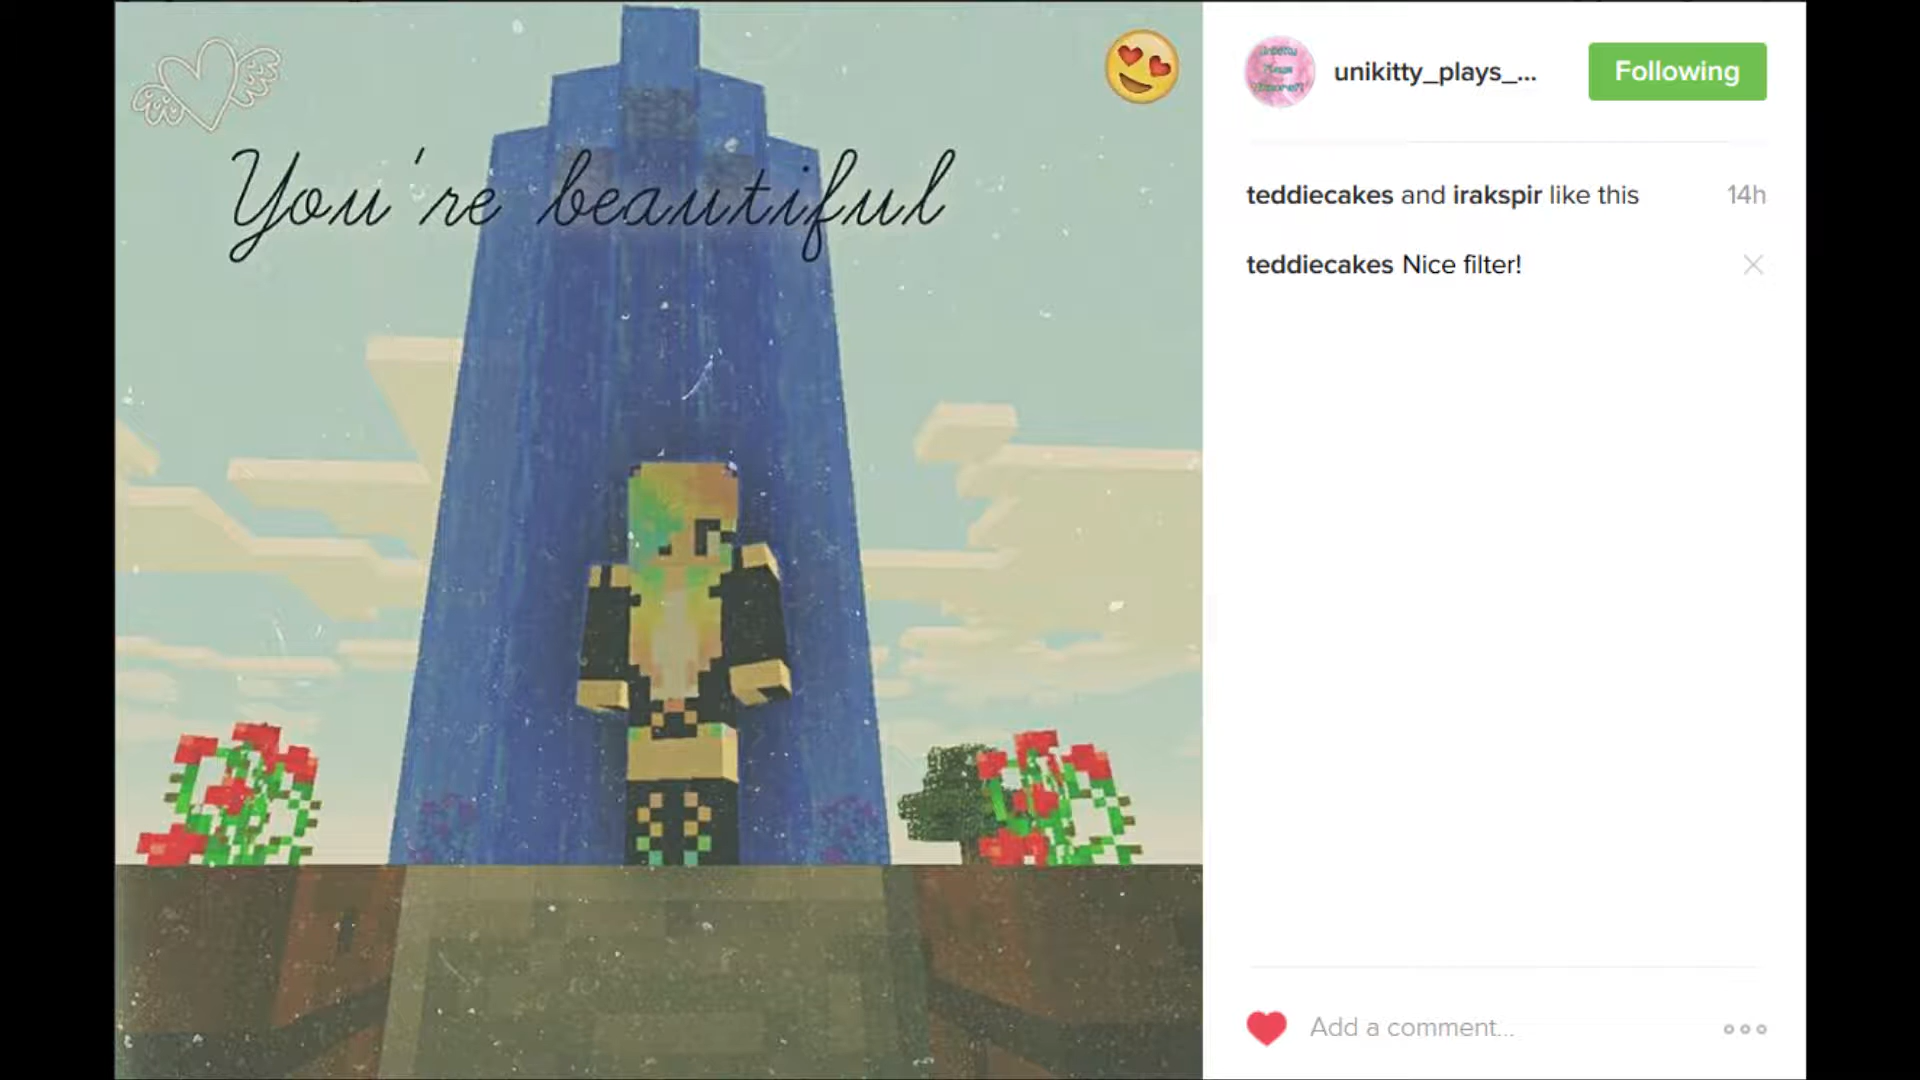 You're beautiful
unikitty_plays_...
Following
teddiecakes and irakspir like this
14h
teddiecakes Nice filter!
Add a comment...